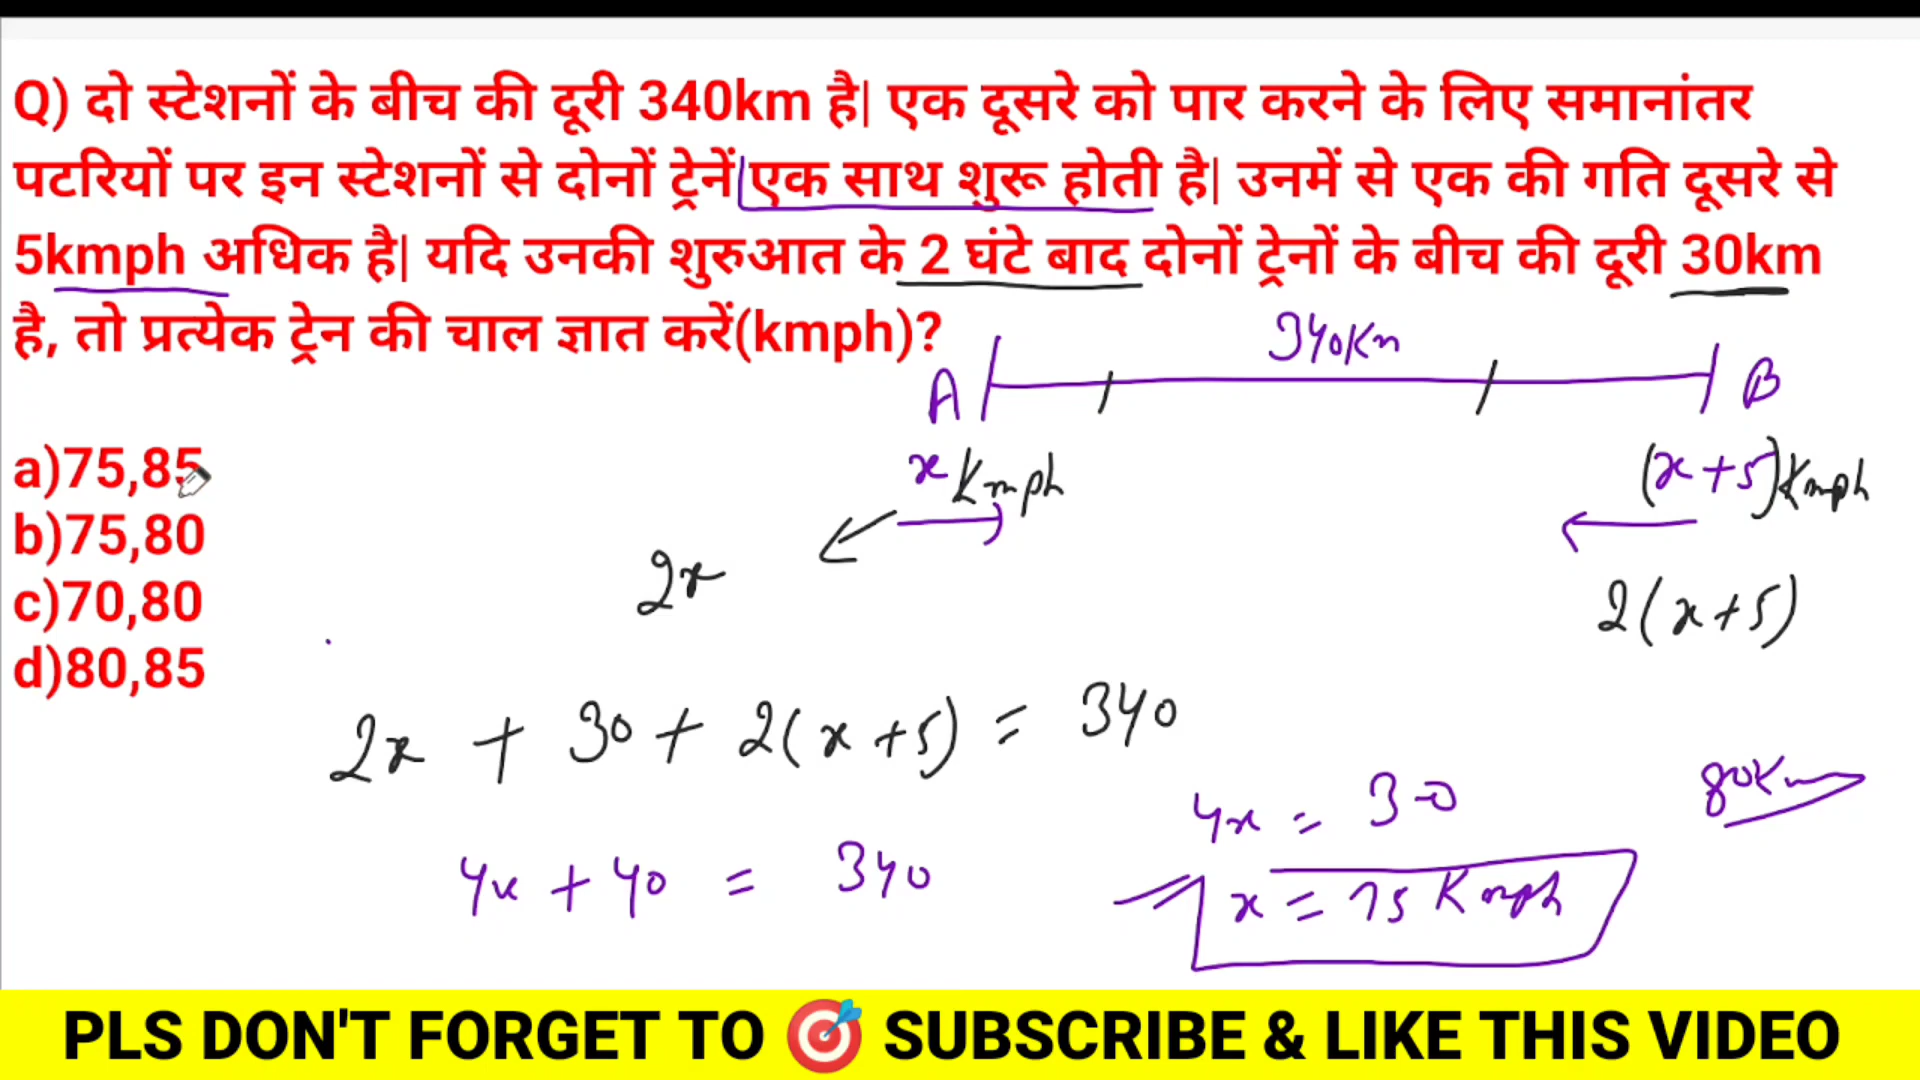 Q) दो स्टेशनों के बीच की दूरी 340km है| एक दूसरे को पार करने के लिए समानांतर
पटरियों पर इन स्टेशनों से दोनों ट्रेनें एक साथ शुरू होती है| उनमें से एक की गति दूसरे से
5kmph अधिक है| यदि उनकी शुरुआत के 2 घंटे बाद दोनों ट्रेनों के बीच की दूरी 30km
है, तो प्रत्येक ट्रेन की चाल ज्ञात करें(kmph)?
340Km
A B
a)75,85
x Kmph (x+5)Kmph
b)75,80
2x 2(x+5)
c)70,80
d)80,85
2x + 30 + 2(x+5) = 340
4x = 300
80Km
4x + 40 = 340
x = 75 Kmph
PLS DON'T FORGET TO SUBSCRIBE & LIKE THIS VIDEO